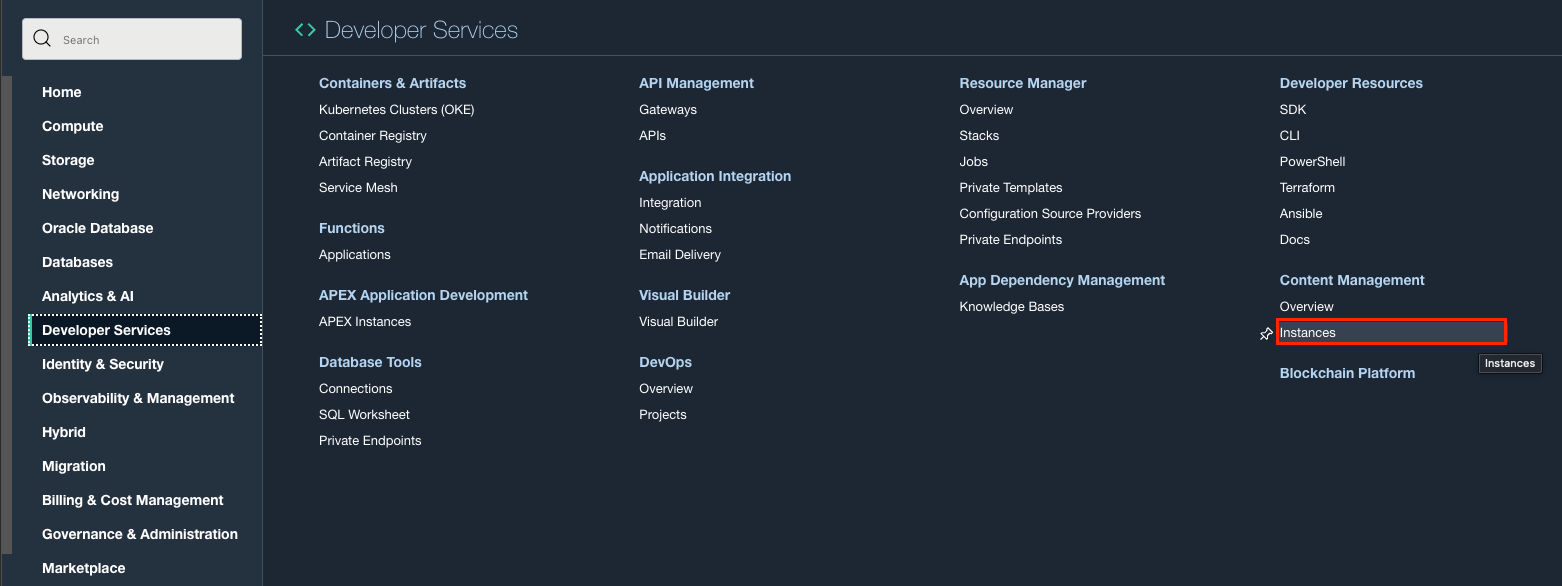 Search
Home
Compute
Storage
Networking
Oracle Database
Databases
Analytics & AI
Developer Services
Identity & Security
Observability & Management
Hybrid
Migration
Billing & Cost Management
Governance & Administration
Marketplace
Developer Services
Containers & Artifacts
Kubernetes Clusters (OKE)
Container Registry
Artifact Registry
Service Mesh
Functions
Applications
APEX Application Development
APEX Instances
Database Tools
Connections
SQL Worksheet
Private Endpoints
API Management
Gateways
APIs
Application Integration
Integration
Notifications
Email Delivery
Visual Builder
Visual Builder
DevOps
Overview
Projects
Resource Manager
Overview
Stacks
Jobs
Private Templates
Configuration Source Providers
Private Endpoints
App Dependency Management
Knowledge Bases
Developer Resources
SDK
CLI
PowerShell
Terraform
Ansible
Docs
Content Management
Overview
Instances
Instances
Blockchain Platform